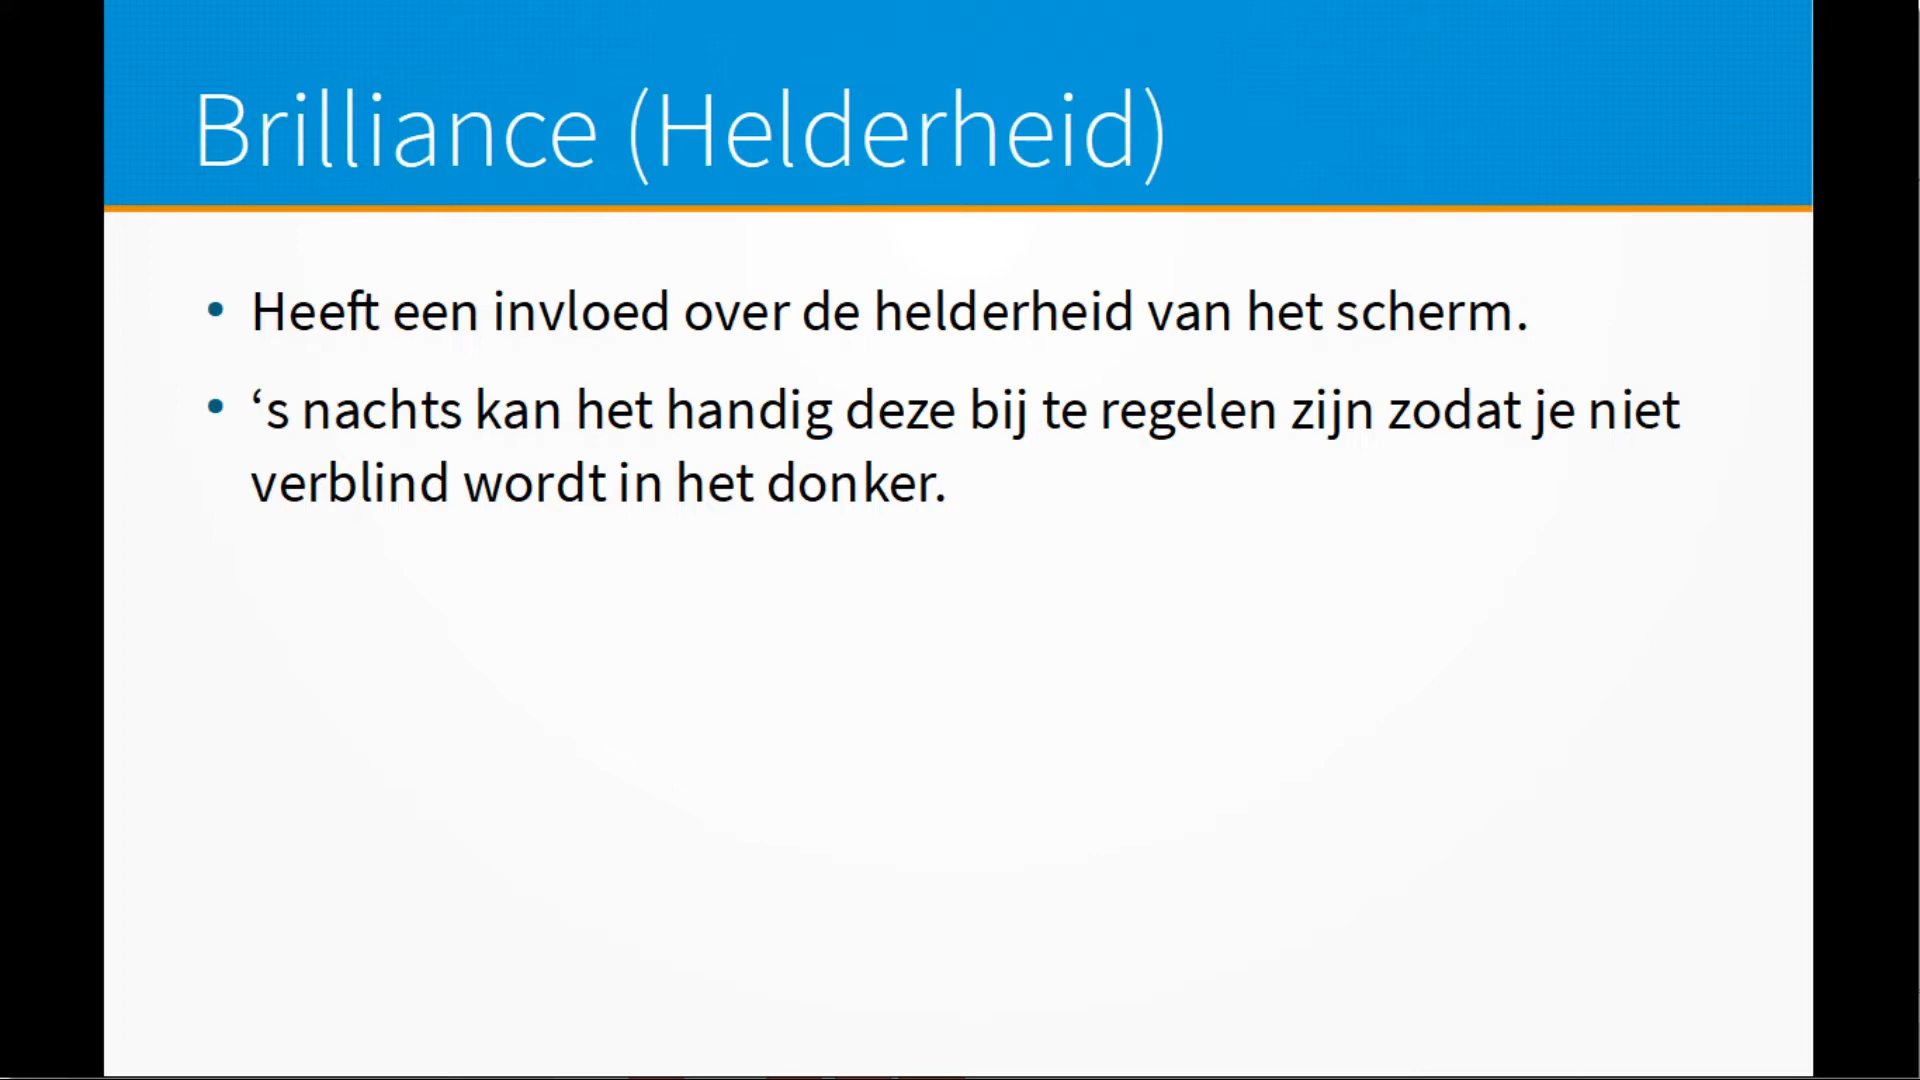 Brilliance (Helderheid)
• Heeft een invloed over de helderheid van het scherm.
• ‘s nachts kan het handig deze bij te regelen zijn zodat je niet
verblind wordt in het donker.